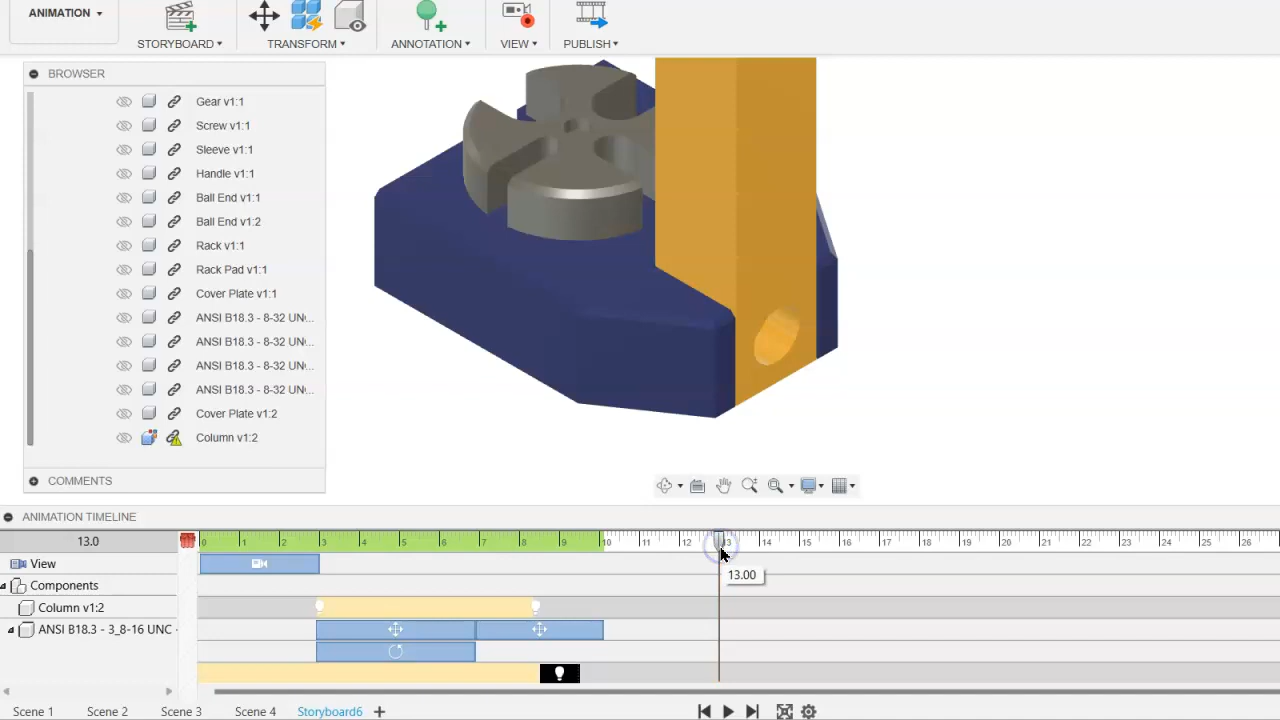 ANIMATION
STORYBOARD
TRANSFORM
ANNOTATION
VIEW
PUBLISH
BROWSER
Gear v1:1
Screw v1:1
Sleeve v1:1
Handle v1:1
Ball End v1:1
Ball End v1:2
Rack v1:1
Rack Pad v1:1
Cover Plate v1:1
ANSI B18.3 - 8-32 UN...
ANSI B18.3 - 8-32 UN...
ANSI B18.3 - 8-32 UN...
ANSI B18.3 - 8-32 UN...
Cover Plate v1:2
Column v1:2
COMMENTS
ANIMATION TIMELINE
13.0
0 1 2 3 4 5 6 7 8 9 10 11 12 13 14 15 16 17 18 19 20 21 22 23 24 25 26
View
13.00
Components
Column v1:2
ANSI B18.3 - 3_8-16 UNC
Scene 1
Scene 2
Scene 3
Scene 4
Storyboard6